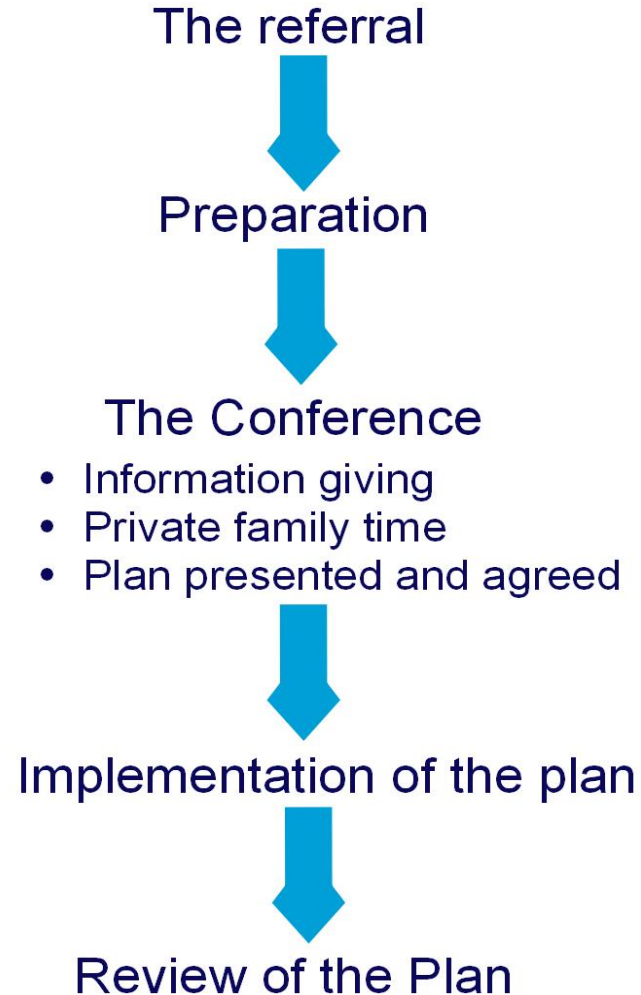 The referral
Preparation
The Conference
• Information giving
• Private family time
• Plan presented and agreed
Implementation of the plan
Review of the Plan